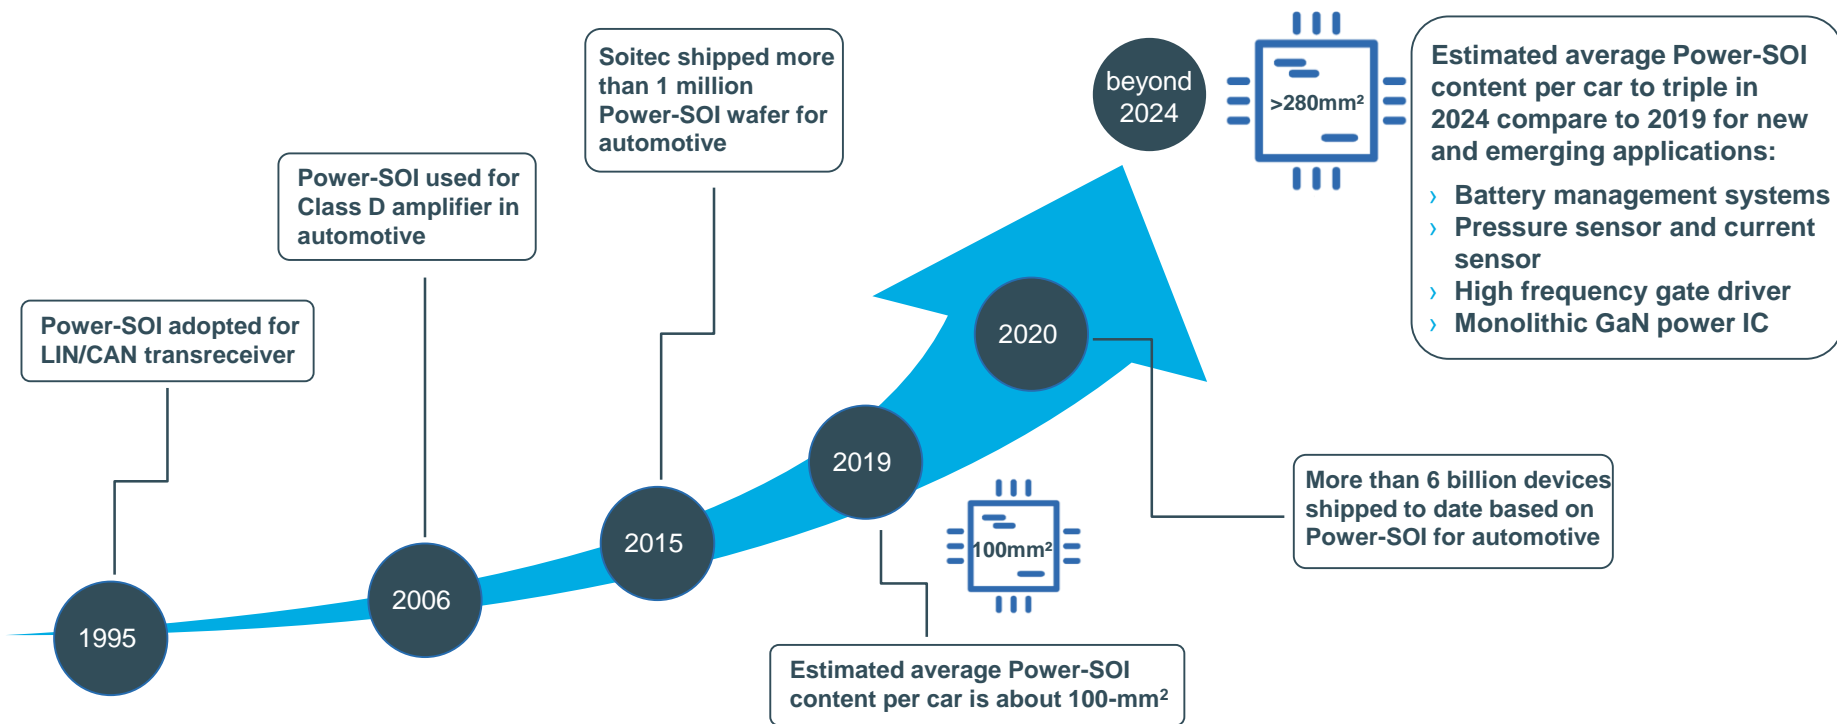 1995
Power-SOI adopted for
LIN/CAN transreceiver
2006
Power-SOI used for
Class D amplifier in
automotive
2015
Soitec shipped more
than 1 million
Power-SOI wafer for
automotive
2019
Estimated average Power-SOI
content per car is about 100-mm²
100mm²
2020
More than 6 billion devices
shipped to date based on
Power-SOI for automotive
beyond
2024
>280mm²
Estimated average Power-SOI
content per car to triple in
2024 compare to 2019 for new
and emerging applications:
› Battery management systems
› Pressure sensor and current
sensor
› High frequency gate driver
› Monolithic GaN power IC